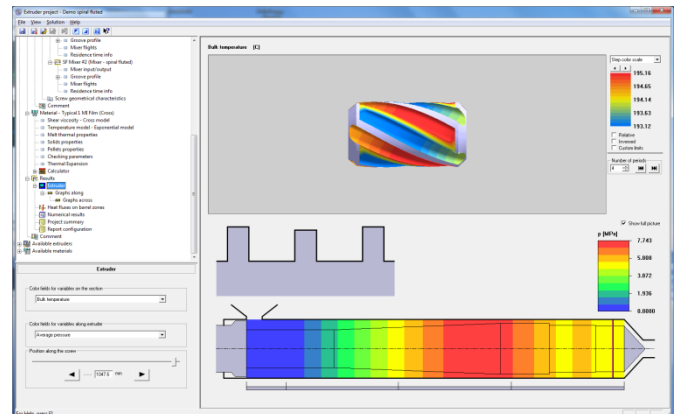 Extruder project - Demo spiral fluted
File View Solution Help
Groove profile
Mixer flights
Residence time info
SF Mixer #2 (Mixer - spiral fluted)
Mixer input/output
Groove profile
Mixer flights
Residence time info
Screw geometrical characteristics
Comment
Material - Typical 1 MI Film (Cross)
Shear viscosity - Cross model
Temperature model - Exponential model
Melt thermal properties
Solids properties
Pellets properties
Checking parameters
Thermal Expansion
Calculator
Results
Extruder
Graphs along
Graphs across
Heat fluxes on barrel zones
Numerical results
Project summary
Report configuration
Comment
Available extruders
Available materials
Extruder
Color fields for variables on the section
Bulk temperature
Color fields for variables along extruder
Average pressure
Position along the screw
1047.6 mm
For Help, press F1
Bulk temperature [C]
Step color scale
195.16
194.65
194.14
193.63
193.12
Relative
Inversed
Custom limits
Number of periods
4
Show full picture
p [MPa]
7.743
5.808
3.872
1.936
0.0000